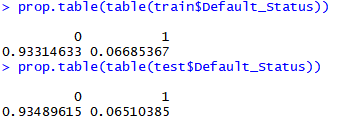 > prop.table(table(train$Default_Status))
0 1
0.93314633 0.06685367
> prop.table(table(test$Default_Status))
0 1
0.93489615 0.06510385